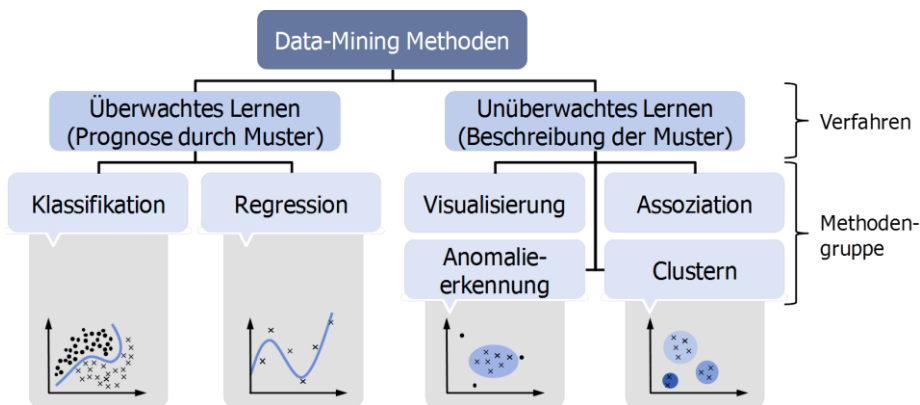 Data-Mining Methoden
Überwachtes Lernen
(Prognose durch Muster)
Unüberwachtes Lernen
(Beschreibung der Muster)
Verfahren
Klassifikation
Regression
Visualisierung
Assoziation
Methoden-
gruppe
Anomalie-
erkennung
Clustern